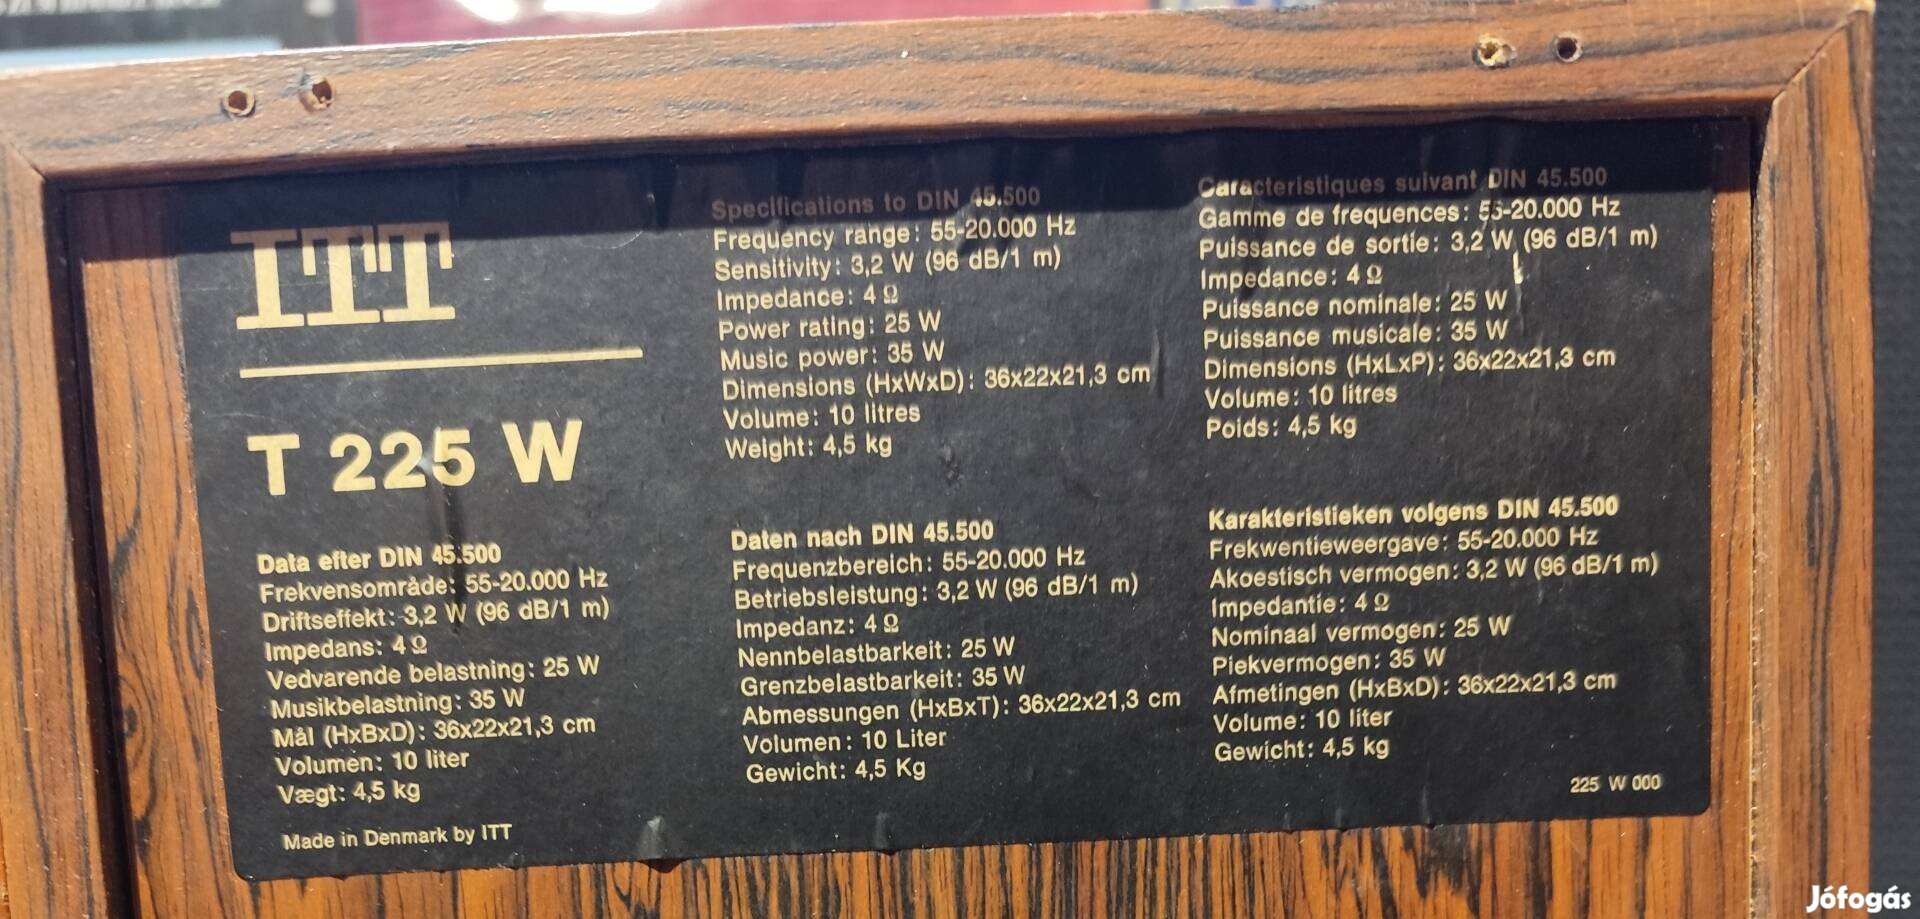 ITT
T 225 W
Data efter DIN 45.500
Frekvensområde: 55-20.000 Hz
Driftseffekt: 3,2 W (96 dB/1 m)
Impedans: 4 Ω
Vedvarende belastning: 25 W
Musikbelastning: 35 W
Mål (HxBxD): 36x22x21,3 cm
Volumen: 10 liter
Vægt: 4,5 kg
Made in Denmark by ITT
Specifications to DIN 45.500
Frequency range: 55-20.000 Hz
Sensitivity: 3,2 W (96 dB/1 m)
Impedance: 4 Ω
Power rating: 25 W
Music power: 35 W
Dimensions (HxWxD): 36x22x21,3 cm
Volume: 10 litres
Weight: 4,5 kg
Daten nach DIN 45.500
Frequenzbereich: 55-20.000 Hz
Betriebsleistung: 3,2 W (96 dB/1 m)
Impedanz: 4 Ω
Nennbelastbarkeit: 25 W
Grenzbelastbarkeit: 35 W
Abmessungen (HxBxT): 36x22x21,3 cm
Volumen: 10 Liter
Gewicht: 4,5 Kg
Caracteristiques suivant DIN 45.500
Gamme de frequences: 55-20.000 Hz
Puissance de sortie: 3,2 W (96 dB/1 m)
Impedance: 4 Ω
Puissance nominale: 25 W
Puissance musicale: 35 W
Dimensions (HxLxP): 36x22x21,3 cm
Volume: 10 litres
Poids: 4,5 kg
Karakteristieken volgens DIN 45.500
Frekwentieweergave: 55-20.000 Hz
Akoestisch vermogen: 3,2 W (96 dB/1 m)
Impedantie: 4 Ω
Nominaal vermogen: 25 W
Piekvermogen: 35 W
Afmetingen (HxBxD): 36x22x21,3 cm
Volume: 10 liter
Gewicht: 4,5 kg
225 W 000
Jófogás